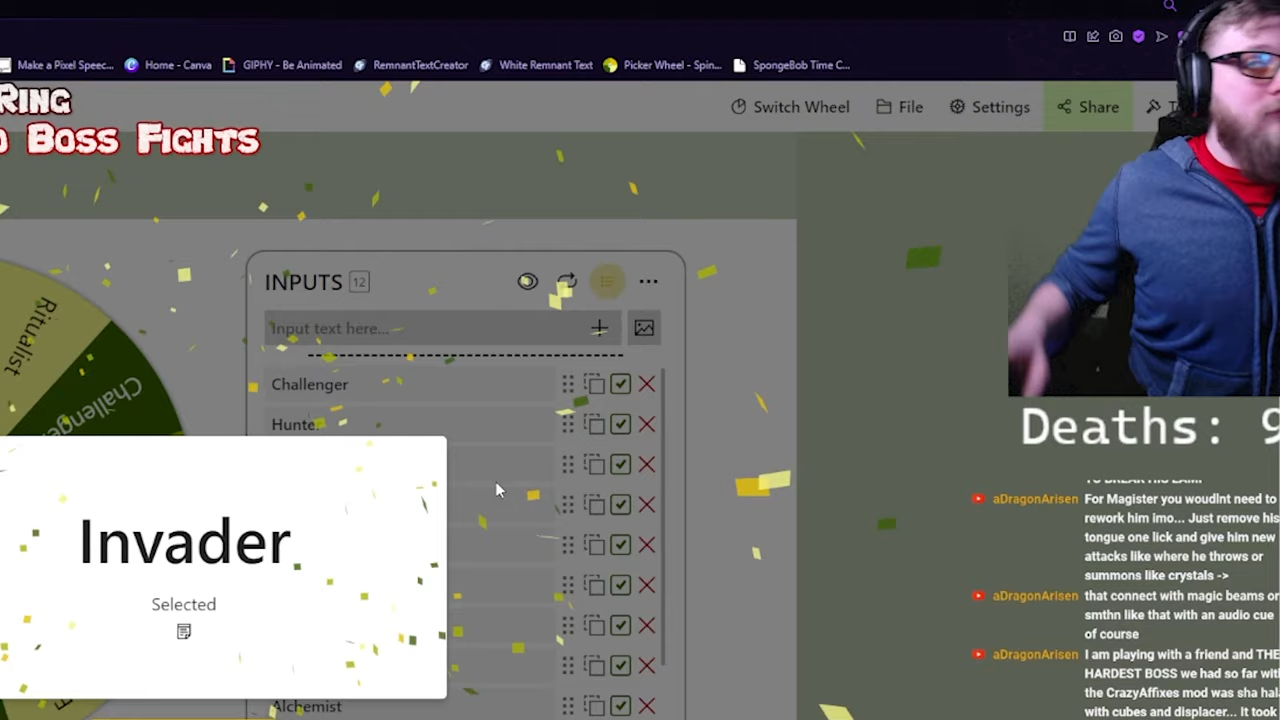 Make a Pixel Speec...
Home - Canva
GIPHY - Be Animated
RemnantTextCreator
White Remnant Text
Picker Wheel - Spin...
SpongeBob Time C...
Ring
Boss Fights
Switch Wheel
File
Settings
Share
INPUTS 12
Input text here...
Challenger
Hunte
Alchemist
Ritualist
Challenge
Invader
Selected
Deaths: 9
aDragonArisen For Magister you woudlnt need to
rework him imo... Just remove his
tongue one lick and give him new
attacks like where he throws or
summons like crystals ->
aDragonArisen that connect with magic beams or
smthn like that with an audio cue
of course
aDragonArisen I am playing with a friend and THE
HARDEST BOSS we had so far with
the CrazyAffixes mod was sha hala
with cubes and displacer... It took